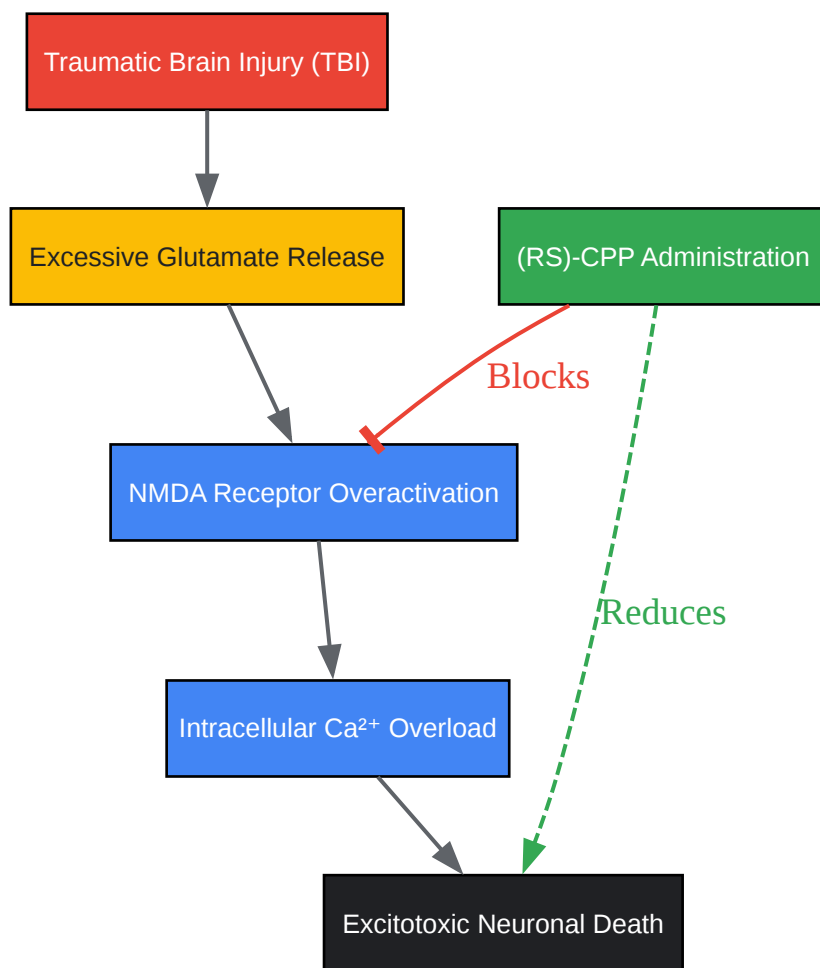 Traumatic Brain Injury (TBI)
Excessive Glutamate Release
(RS)-CPP Administration
Blocks
NMDA Receptor Overactivation
Reduces
Intracellular Ca²⁺ Overload
Excitotoxic Neuronal Death